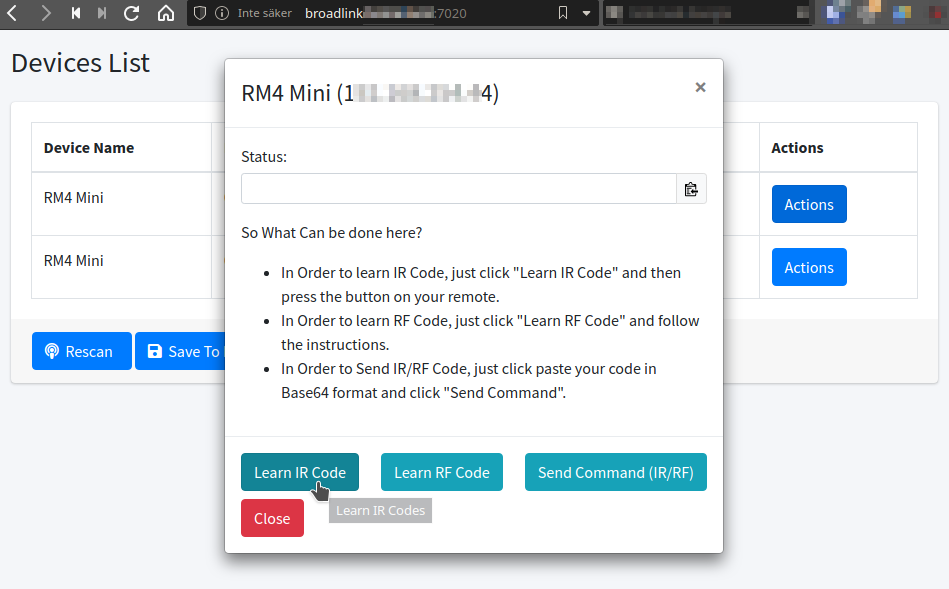 Inte säker broadlink :7020
Devices List
RM4 Mini (1 4)
×
Device Name
Actions
Status:
RM4 Mini
Actions
So What Can be done here?
RM4 Mini
Actions
• In Order to learn IR Code, just click "Learn IR Code" and then
press the button on your remote.
• In Order to learn RF Code, just click "Learn RF Code" and follow
the instructions.
• In Order to Send IR/RF Code, just click paste your code in
Base64 format and click "Send Command".
Rescan
Save To
Learn IR Code
Learn RF Code
Send Command (IR/RF)
Learn IR Codes
Close